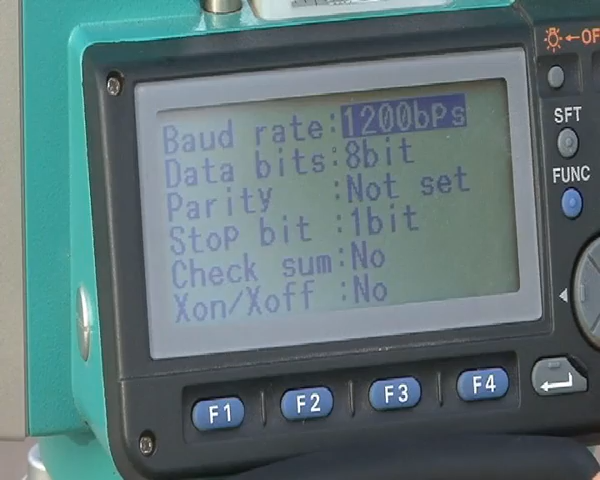 ☼←OF
SFT
FUNC
Baud rate:1200bPs
Data bits:8bit
Parity :Not set
Stop bit :1bit
Check sum:No
Xon/Xoff :No
F1 F2 F3 F4